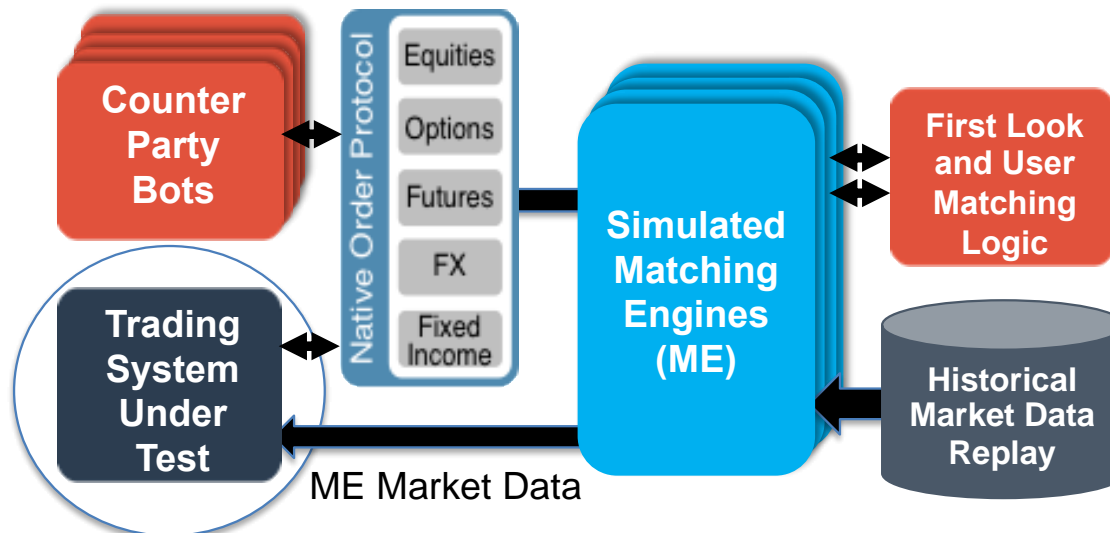 Counter
Party
Bots
Native Order Protocol
Equities
Options
Futures
FX
Fixed
Income
Simulated
Matching
Engines
(ME)
First Look
and User
Matching
Logic
Trading
System
Under
Test
ME Market Data
Historical
Market Data
Replay